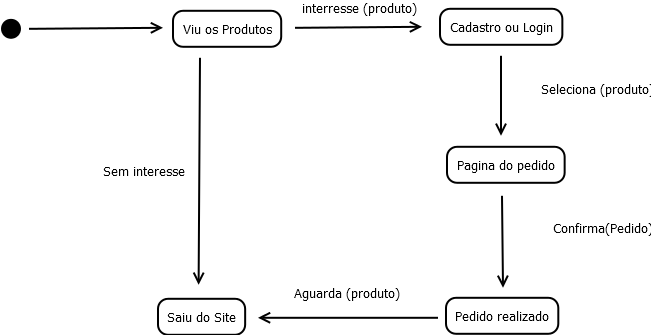 interresse (produto)
Viu os Produtos
Cadastro ou Login
Seleciona (produto)
Sem interesse
Pagina do pedido
Confirma(Pedido)
Aguarda (produto)
Saiu do Site
Pedido realizado